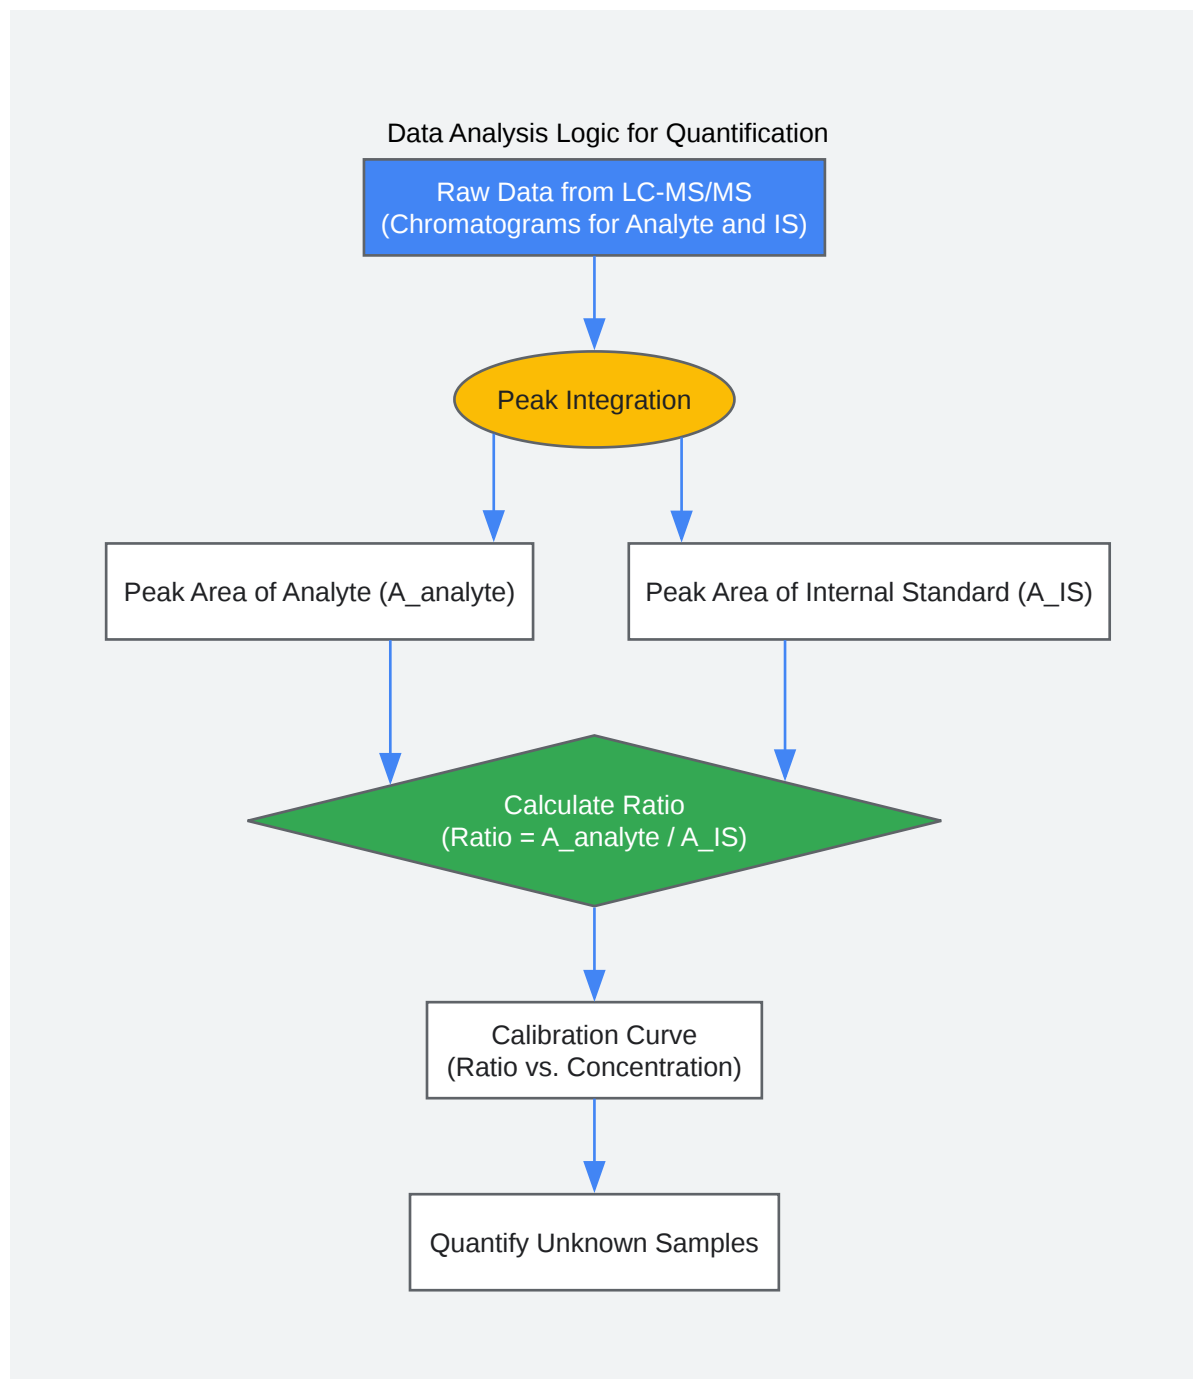 Data Analysis Logic for Quantification
Raw Data from LC-MS/MS
(Chromatograms for Analyte and IS)
Peak Integration
Peak Area of Analyte (A_analyte)
Peak Area of Internal Standard (A_IS)
Calculate Ratio
(Ratio = A_analyte / A_IS)
Calibration Curve
(Ratio vs. Concentration)
Quantify Unknown Samples